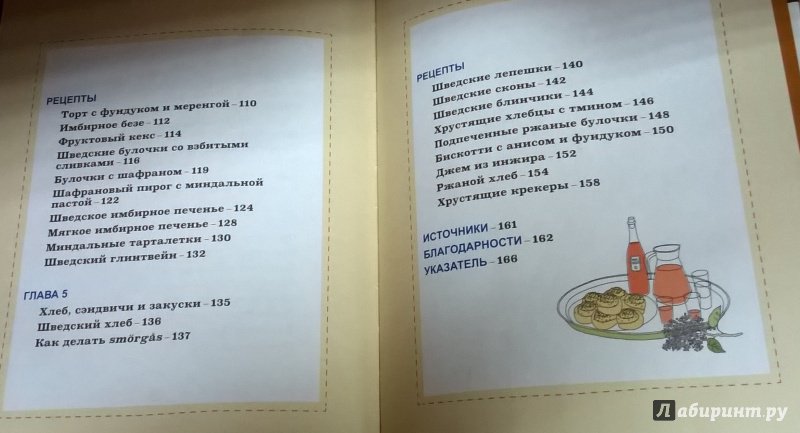 РЕЦЕПТЫ
Торт с фундуком и меренгой – 110
Имбирное безе – 112
Фруктовый кекс – 114
Шведские булочки со взбитыми
сливками – 116
Булочки с шафраном – 119
Шафрановый пирог с миндальной
пастой – 122
Шведское имбирное печенье – 124
Мягкое имбирное печенье – 128
Миндальные тарталетки – 130
Шведский глинтвейн – 132
ГЛАВА 5
Хлеб, сэндвичи и закуски – 135
Шведский хлеб – 136
Как делать smörgås – 137
РЕЦЕПТЫ
Шведские лепешки – 140
Шведские сконы – 142
Шведские блинчики – 144
Хрустящие хлебцы с тмином – 146
Подпеченные ржаные булочки – 148
Бискотти с анисом и фундуком – 150
Джем из инжира – 152
Ржаной хлеб – 154
Хрустящие крекеры – 158
ИСТОЧНИКИ – 161
БЛАГОДАРНОСТИ – 162
УКАЗАТЕЛЬ – 166
Лабиринт.ру